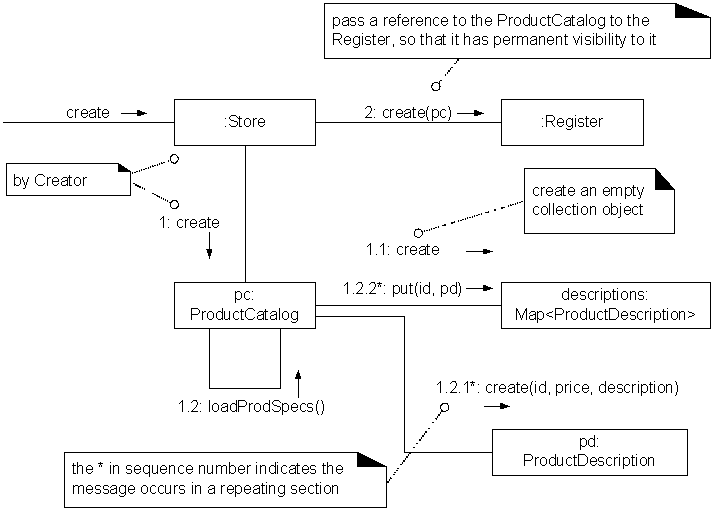 pass a reference to the ProductCatalog to the
Register, so that it has permanent visibility to it
create
:Store
2: create(pc)
:Register
by Creator
create an empty
collection object
1: create
1.1: create
pc:
ProductCatalog
1.2.2*: put(id, pd)
descriptions:
Map<ProductDescription>
1.2: loadProdSpecs()
1.2.1*: create(id, price, description)
pd:
ProductDescription
the * in sequence number indicates the
message occurs in a repeating section